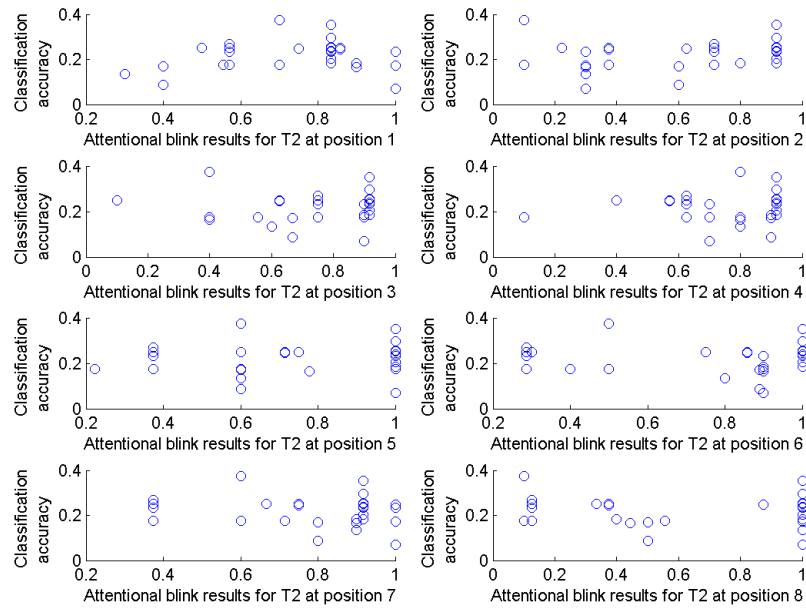 Classification
accuracy
0.4
0.2
0
0.2 0.4 0.6 0.8 1
Attentional blink results for T2 at position 1
Classification
accuracy
0.4
0.2
0
0 0.2 0.4 0.6 0.8 1
Attentional blink results for T2 at position 2
Classification
accuracy
0.4
0.2
0
0 0.2 0.4 0.6 0.8 1
Attentional blink results for T2 at position 3
Classification
accuracy
0.4
0.2
0
0 0.2 0.4 0.6 0.8 1
Attentional blink results for T2 at position 4
Classification
accuracy
0.4
0.2
0
0.2 0.4 0.6 0.8 1
Attentional blink results for T2 at position 5
Classification
accuracy
0.4
0.2
0
0.2 0.4 0.6 0.8 1
Attentional blink results for T2 at position 6
Classification
accuracy
0.4
0.2
0
0.2 0.4 0.6 0.8 1
Attentional blink results for T2 at position 7
Classification
accuracy
0.4
0.2
0
0 0.2 0.4 0.6 0.8 1
Attentional blink results for T2 at position 8